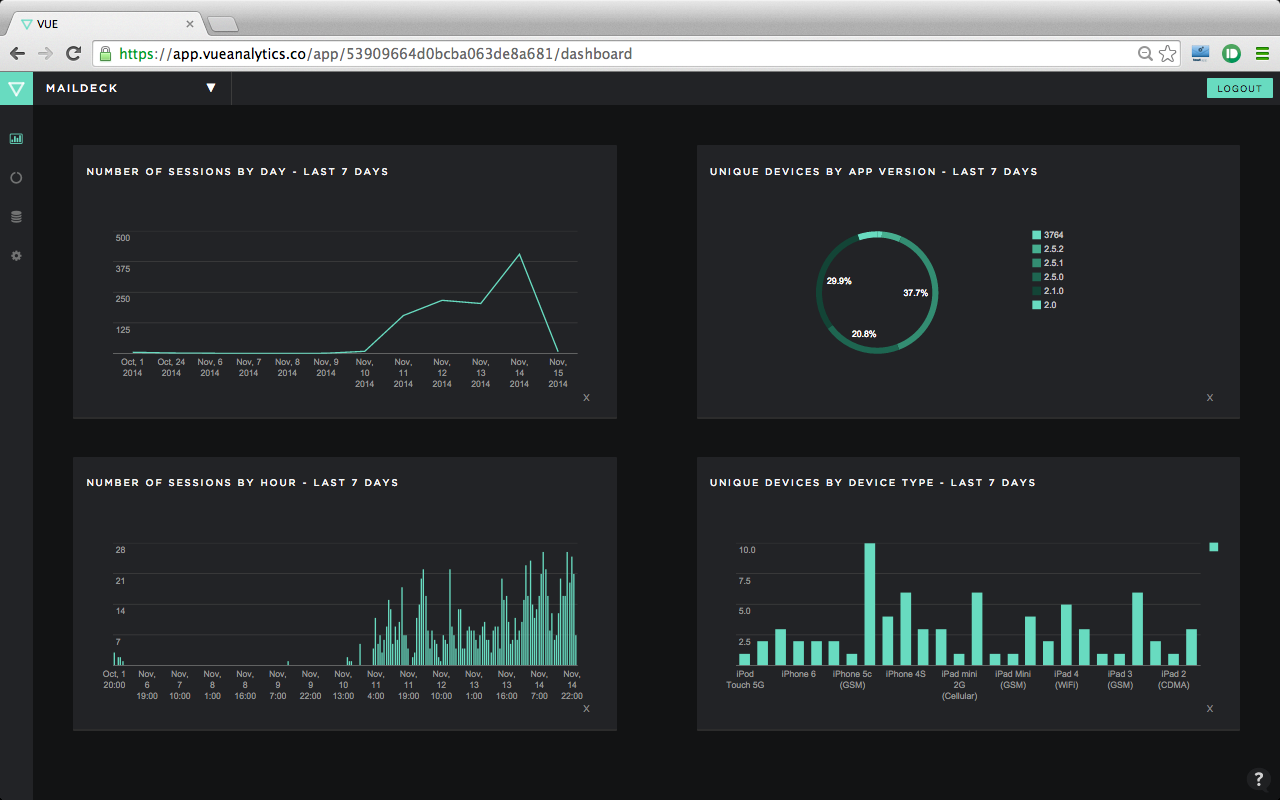 VUE
https://app.vueanalytics.co/app/53909664d0bcba063de8a681/dashboard
MAILDECK
LOGOUT
NUMBER OF SESSIONS BY DAY - LAST 7 DAYS
500
375
250
125
Oct, 1 2014
Oct, 24 2014
Nov, 6 2014
Nov, 7 2014
Nov, 8 2014
Nov, 9 2014
Nov, 10 2014
Nov, 11 2014
Nov, 12 2014
Nov, 13 2014
Nov, 14 2014
Nov, 15 2014
X
UNIQUE DEVICES BY APP VERSION - LAST 7 DAYS
29.9%
37.7%
20.8%
3764
2.5.2
2.5.1
2.5.0
2.1.0
2.0
X
NUMBER OF SESSIONS BY HOUR - LAST 7 DAYS
28
21
14
7
Oct, 1 20:00
Nov, 6 19:00
Nov, 7 10:00
Nov, 8 1:00
Nov, 8 16:00
Nov, 9 7:00
Nov, 9 22:00
Nov, 10 13:00
Nov, 11 4:00
Nov, 11 19:00
Nov, 12 10:00
Nov, 13 1:00
Nov, 13 16:00
Nov, 14 7:00
Nov, 14 22:00
X
UNIQUE DEVICES BY DEVICE TYPE - LAST 7 DAYS
10.0
7.5
5.0
2.5
iPod Touch 5G
iPhone 6
iPhone 5c (GSM)
iPhone 4S
iPad mini 2G (Cellular)
iPad Mini (GSM)
iPad 4 (WiFi)
iPad 3 (GSM)
iPad 2 (CDMA)
X
?